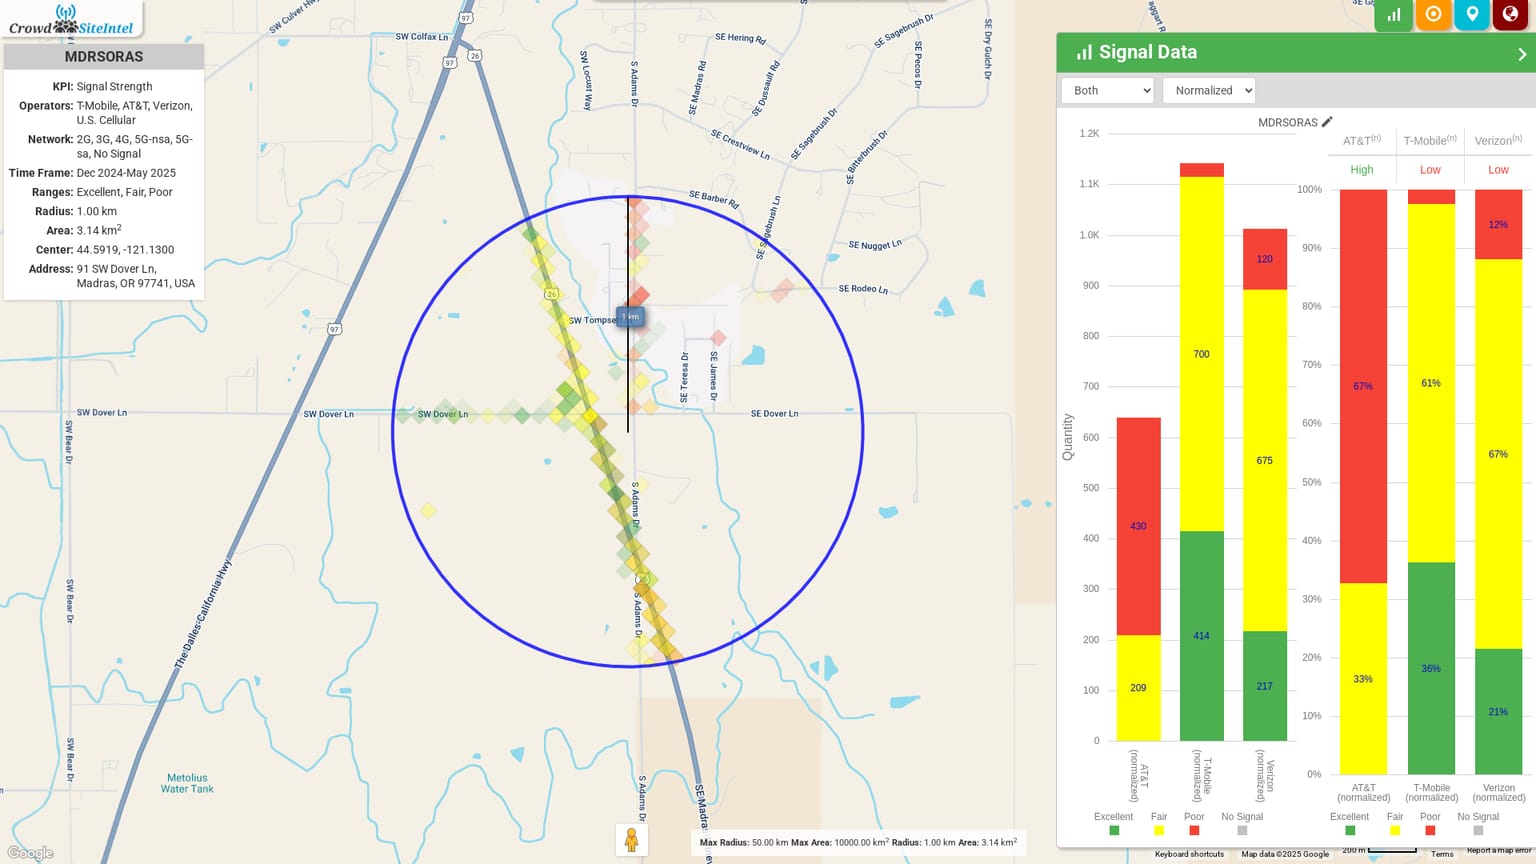 CrowdSiteIntel
MDRSORAS
KPI: Signal Strength
Operators: T-Mobile, AT&T, Verizon,
U.S. Cellular
Network: 2G, 3G, 4G, 5G-nsa, 5G-
sa, No Signal
Time Frame: Dec 2024-May 2025
Ranges: Excellent, Fair, Poor
Radius: 1.00 km
Area: 3.14 km²
Center: 44.5919, -121.1300
Address: 91 SW Dover Ln,
Madras, OR 97741, USA
SW Culver Hwy
97
SW Colfax Ln
26
97
SW Locust Way
S Adams Dr
SE Hering Rd
SE Madras Rd
SE Dussault Rd
SE Sagebrush Dr
SE Pecos Dr
SE Dry Gulch Dr
SE Sagebrush Dr
SE Crestview Ln
SE Bitterbrush Dr
SE Barber Rd
SE Sagebrush Ln
SE Nugget Ln
SE Rodeo Ln
26
97
SW Tompset
1 km
SE Teresa Dr
SE James Dr
SW Dover Ln
SW Dover Ln
SW Dover Ln
SE Dover Ln
SW Bear Dr
S Adams Dr
The Dalles-California Hwy
SW Bear Dr
S Adams Dr
SW Bear Dr
S Adams Dr
SE Madras
Metolius
Water Tank
Google
Max Radius: 50.00 km Max Area: 10000.00 km² Radius: 1.00 km Area: 3.14 km²
Signal Data
Both
Normalized
MDRSORAS
Quantity
1.2K
1.1K
1.0K
900
800
700
600
500
400
300
200
100
0
430
209
700
414
120
675
217
AT&T
(normalized)
T-Mobile
(normalized)
Verizon
(normalized)
Excellent
Fair
Poor
No Signal
AT&T(n)
T-Mobile(n)
Verizon(n)
High
Low
Low
100%
90%
80%
70%
60%
50%
40%
30%
20%
10%
0%
67%
33%
61%
36%
12%
67%
21%
AT&T
(normalized)
T-Mobile
(normalized)
Verizon
(normalized)
Excellent
Fair
Poor
No Signal
Keyboard shortcuts
Map data ©2025 Google
200 m
Terms
Report a map error